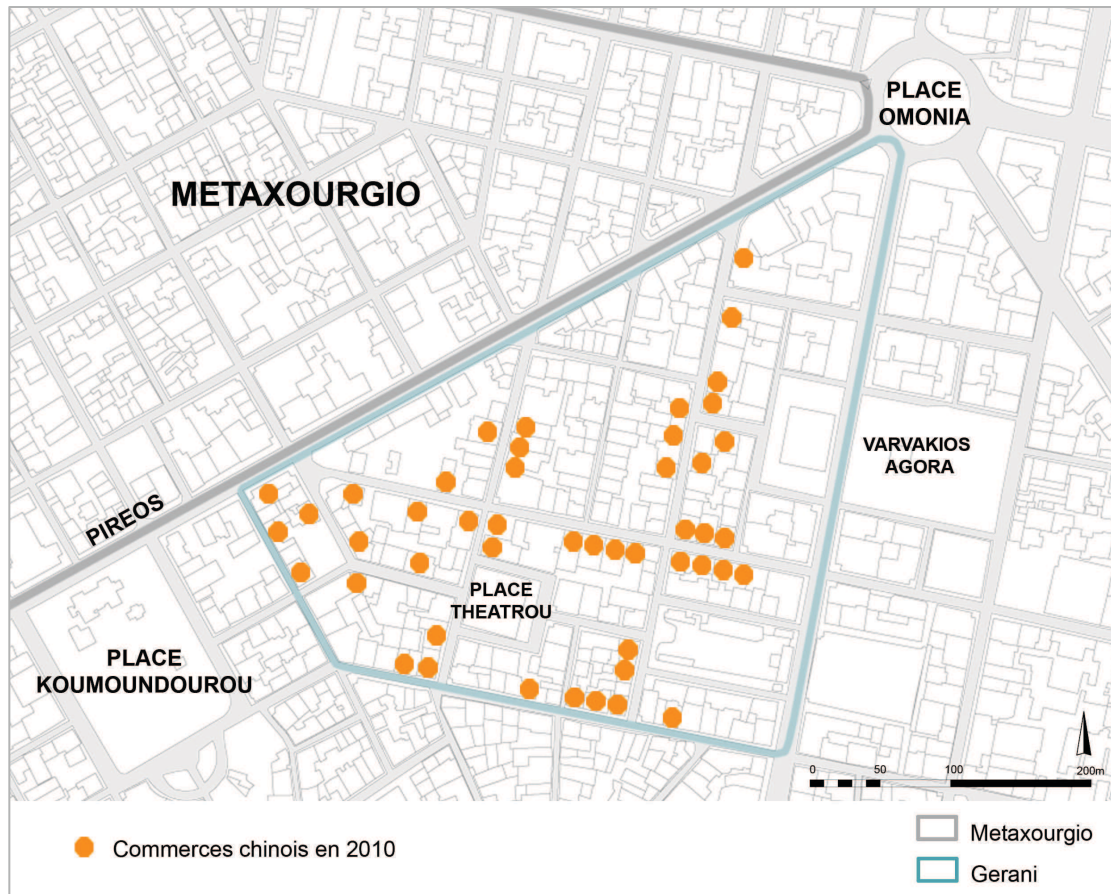 PLACE
OMONIA
METAXOURGIO
VARVAKIOS
AGORA
PIREOS
PLACE
THEATROU
PLACE
KOUMOUNDOUROU
0 50 100 200m
Commerces chinois en 2010
Metaxourgio
Gerani